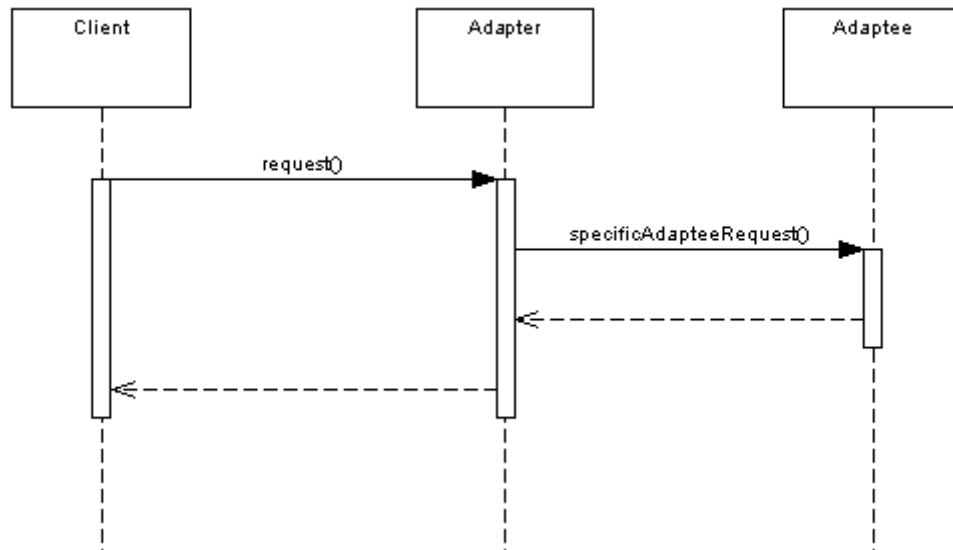 Client
Adapter
Adaptee
request()
specificAdapteeRequest()